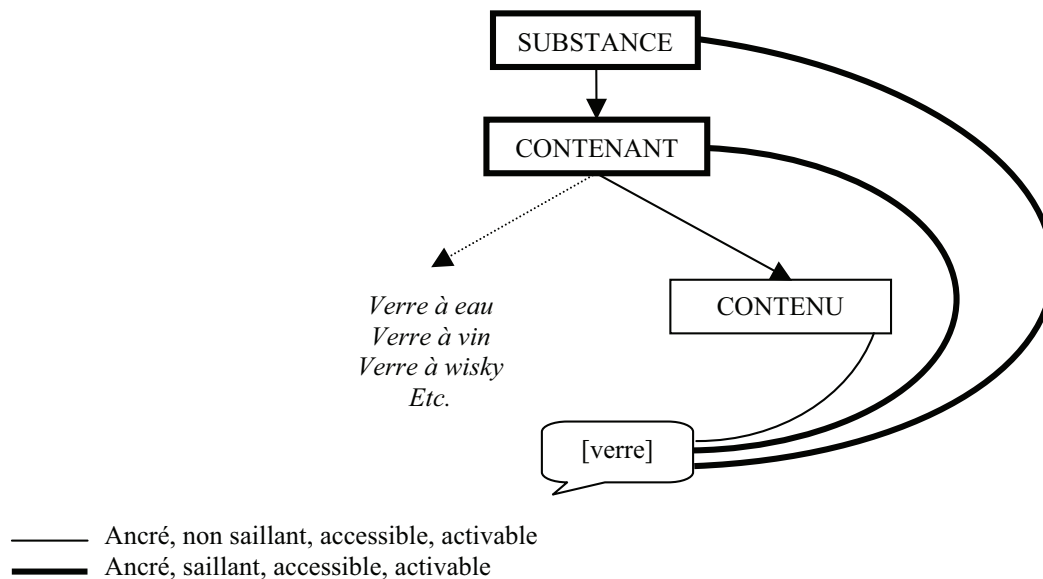 SUBSTANCE
CONTENANT
Verre à eau
Verre à vin
Verre à wisky
Etc.
CONTENU
[verre]
Ancré, non saillant, accessible, activable
Ancré, saillant, accessible, activable